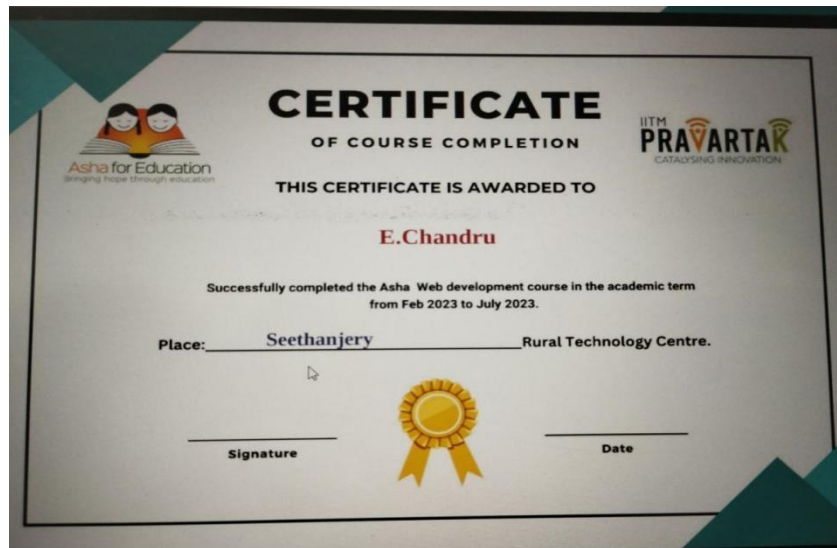 CERTIFICATE
OF COURSE COMPLETION
Asha for Education
Bringing hope through education
IITM
PRAVARTAK
CATALYSING INNOVATION
THIS CERTIFICATE IS AWARDED TO
E.Chandru
Successfully completed the Asha Web development course in the academic term
from Feb 2023 to July 2023.
Place: Seethanjery Rural Technology Centre.
Signature
Date